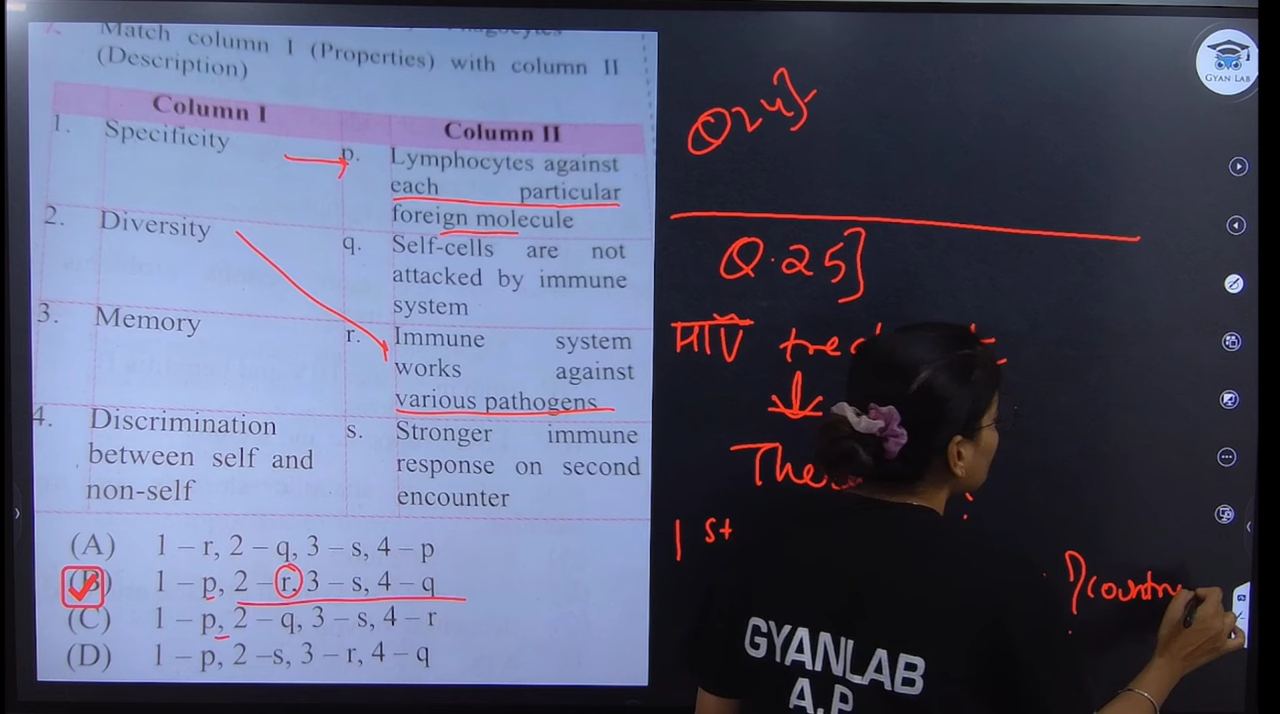 7. Match column I (Properties) with column II
(Description)
Column I
Column II
1. Specificity
p. Lymphocytes against
each particular
foreign molecule
2. Diversity
q. Self-cells are not
attacked by immune
system
3. Memory
r. Immune system
works against
various pathogens
4. Discrimination
between self and
non-self
s. Stronger immune
response on second
encounter
(A) 1 – r, 2 – q, 3 – s, 4 – p
(B) 1 – p, 2 – r, 3 – s, 4 – q
(C) 1 – p, 2 – q, 3 – s, 4 – r
(D) 1 – p, 2 –s, 3 – r, 4 – q
Q24}
Q.25]
HIV
1st
GYAN LAB
GYANLAB
A.P